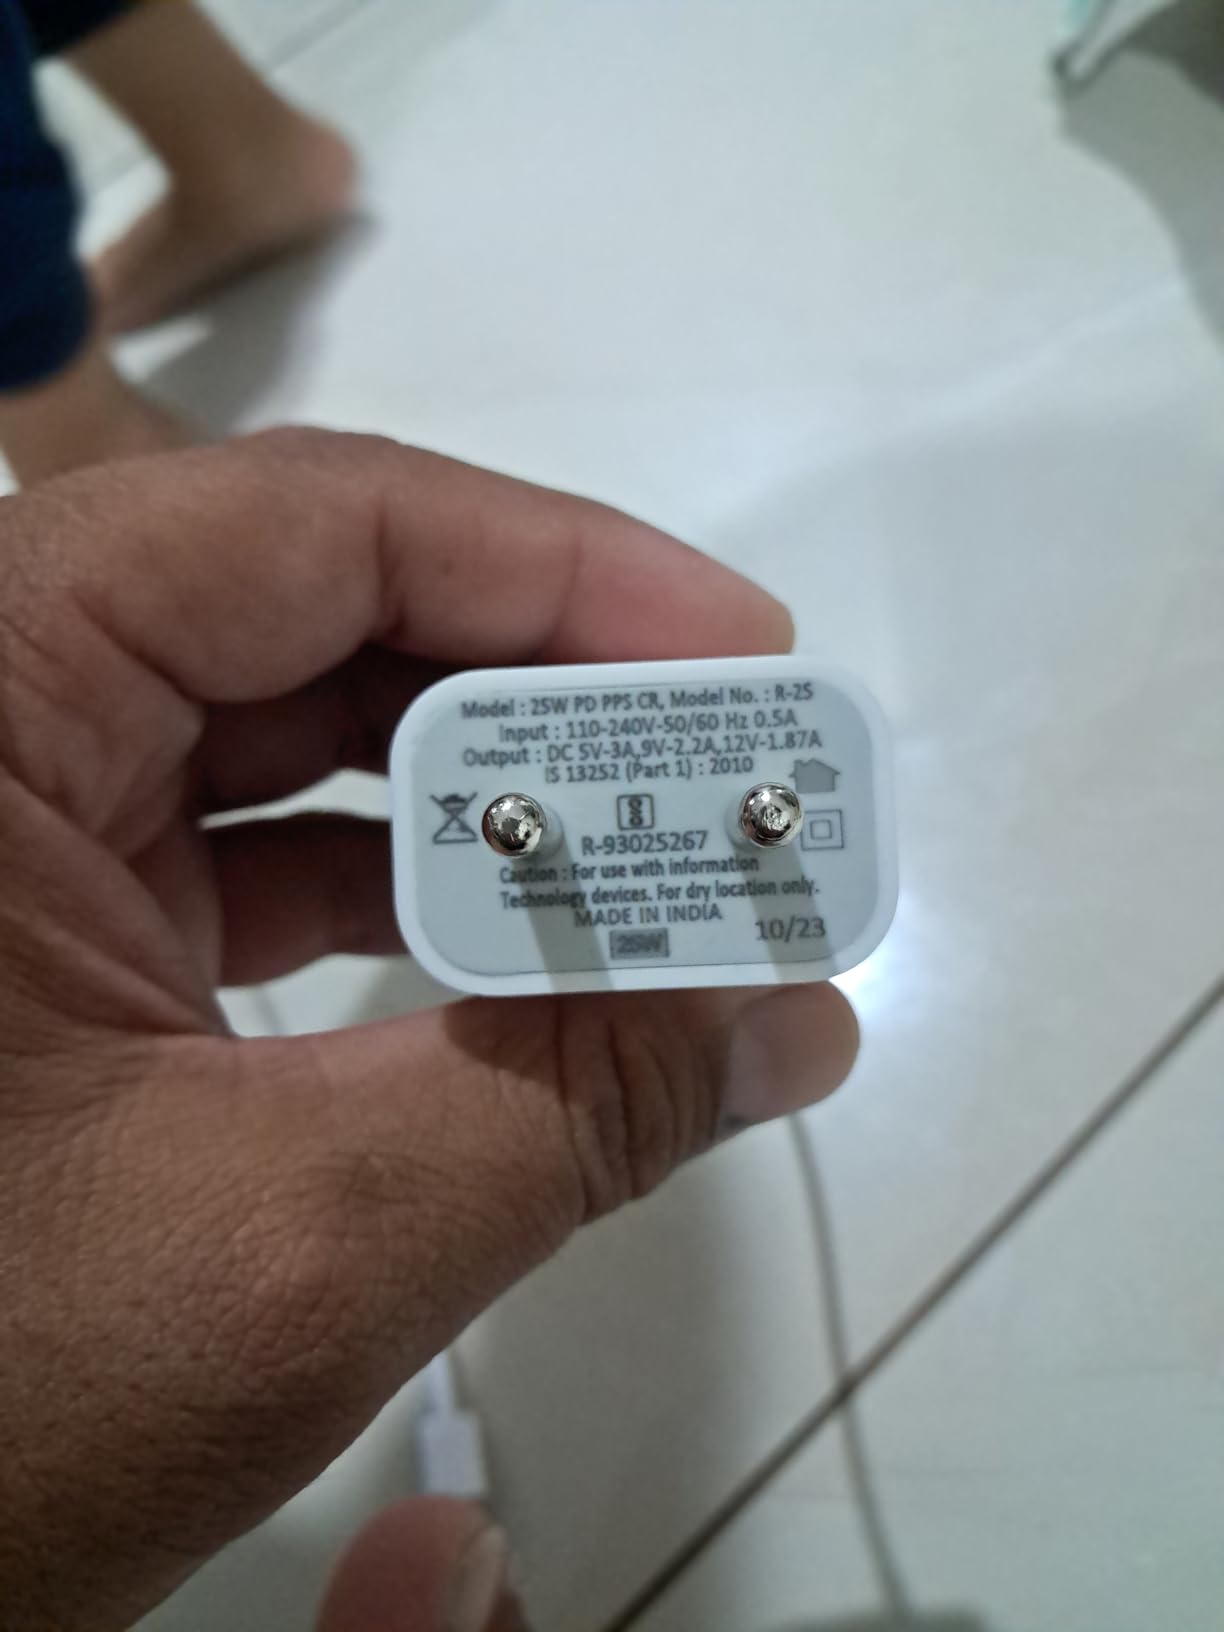 Model : 25W PD PPS CR, Model No. : R-25
Input : 110-240V-50/60 Hz 0.5A
Output : DC 5V-3A,9V-2.2A,12V-1.87A
IS 13252 (Part 1) : 2010
R-93025267
Caution : For use with information
Technology devices. For dry location only.
MADE IN INDIA
25W
10/23